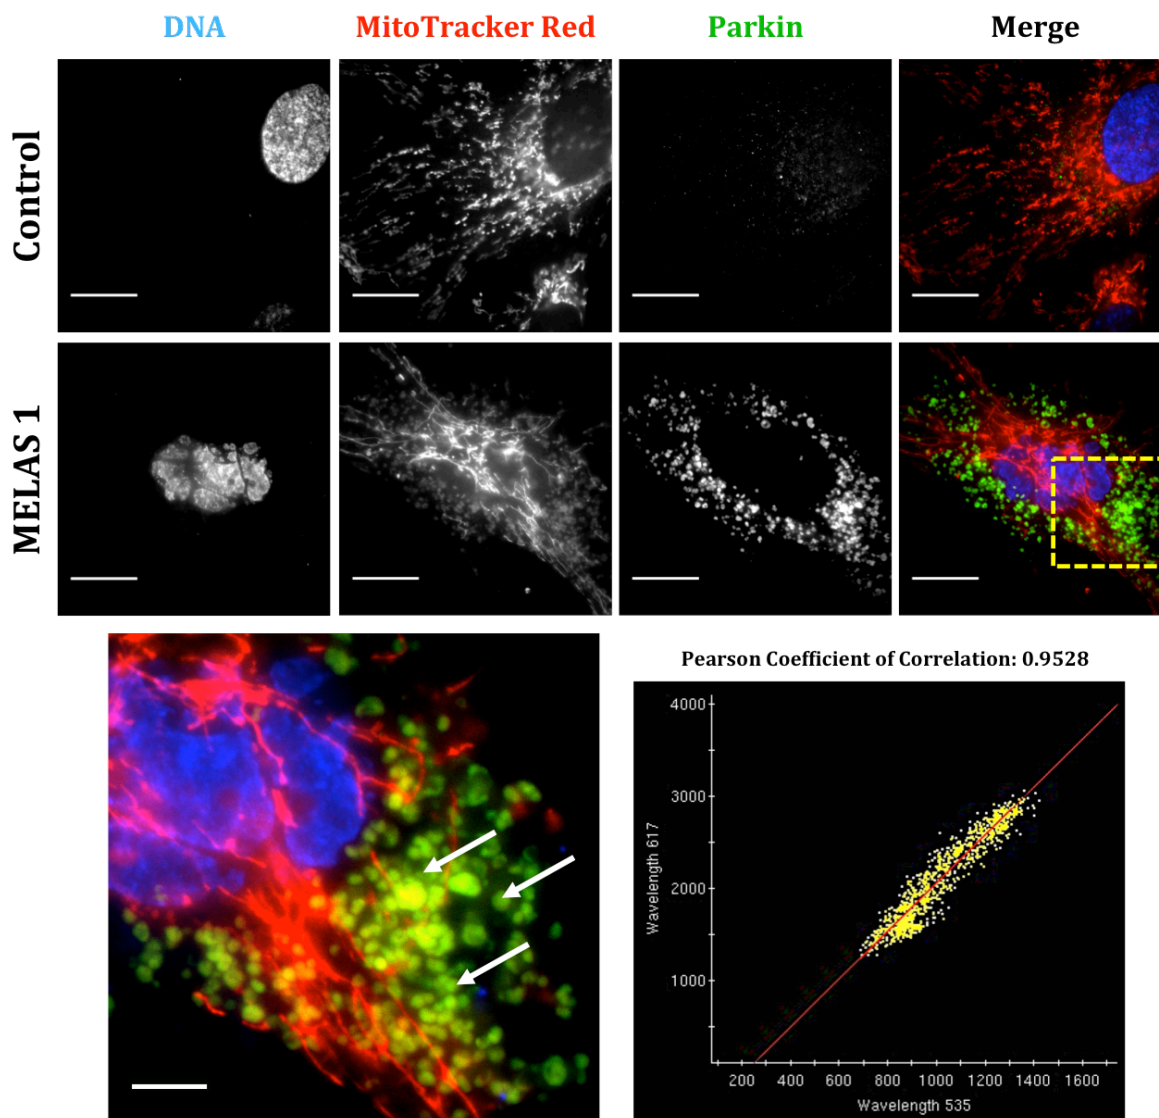 DNA
MitoTracker Red
Parkin
Merge
Control
MELAS 1
Pearson Coefficient of Correlation: 0.9528
4000
3000
2000
1000
Wavelength 617
200 400 600 800 1000 1200 1400 1600
Wavelength 535